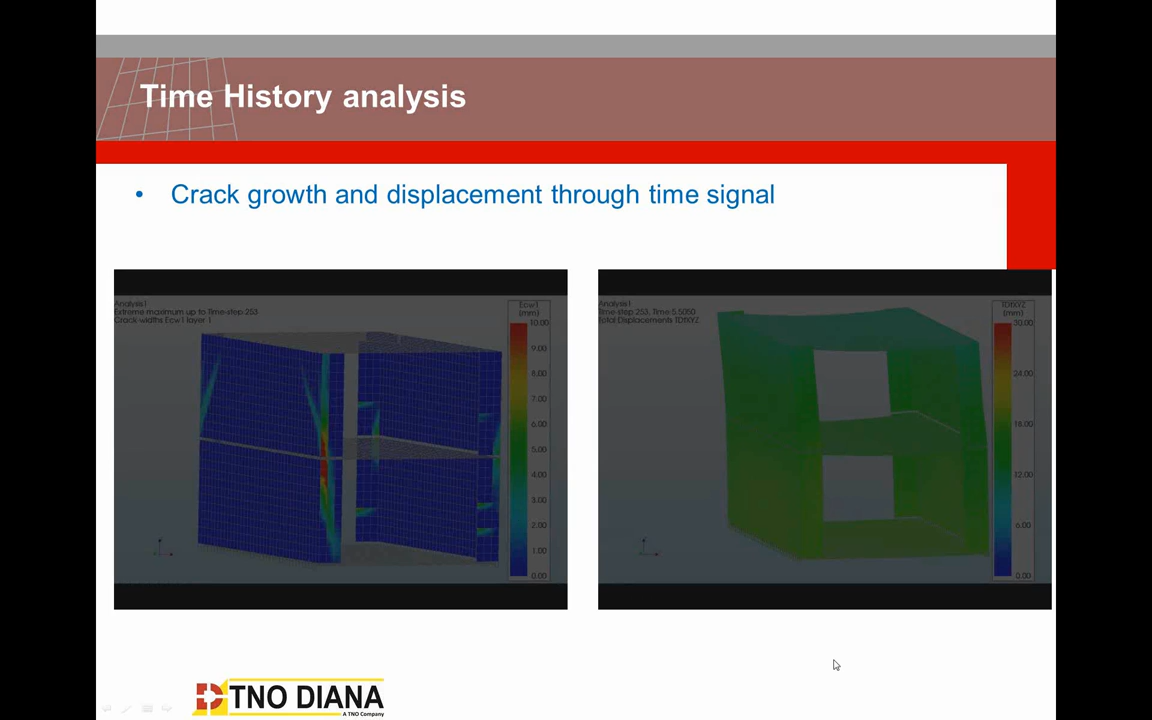 Time History analysis
• Crack growth and displacement through time signal
Analysis1
Extreme maximum up to Time-step 253
Crack-widths Ecw1 layer 1
Ecw1
(mm)
10.00
9.00
8.00
7.00
6.00
5.00
4.00
3.00
2.00
1.00
0.00
Analysis1
Time-step 253, Time 5.5050
Total Displacements TDtXYZ
TDtXYZ
(mm)
30.00
24.00
18.00
12.00
6.00
0.00
TNO DIANA
A TNO Company